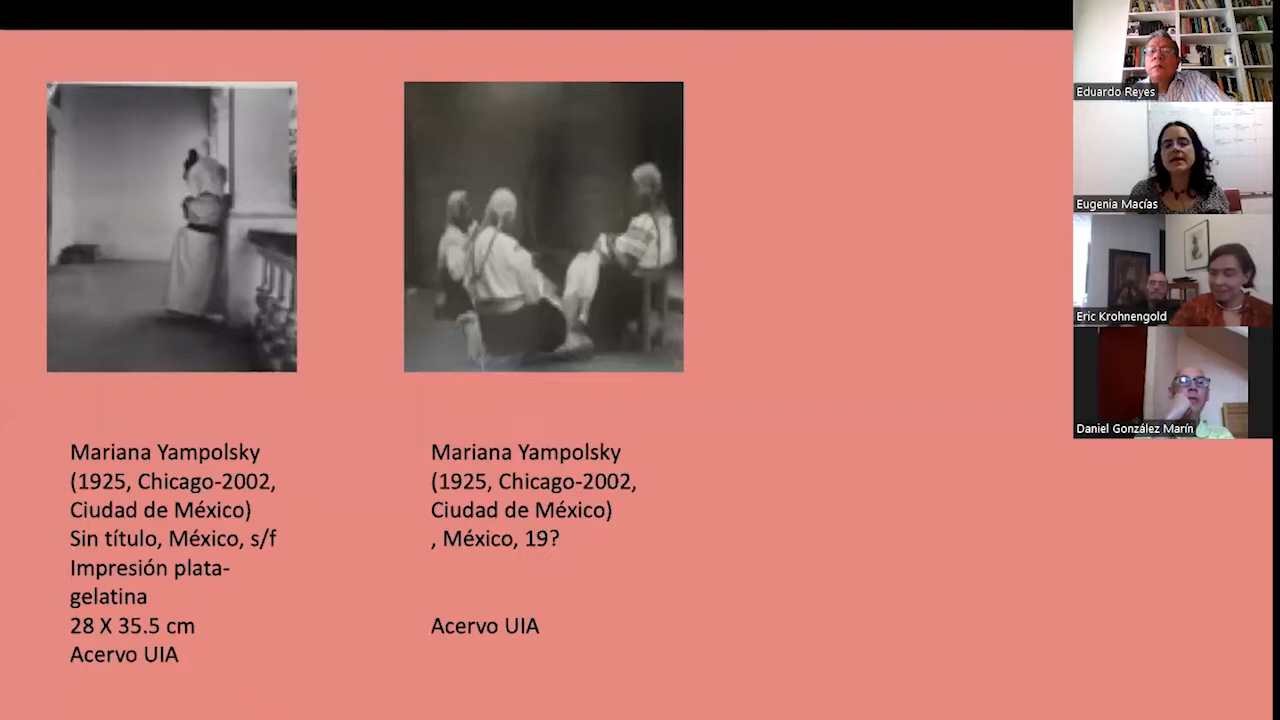 Mariana Yampolsky
(1925, Chicago-2002,
Ciudad de México)
Sin título, México, s/f
Impresión plata-
gelatina
28 X 35.5 cm
Acervo UIA
Mariana Yampolsky
(1925, Chicago-2002,
Ciudad de México)
, México, 19?
Acervo UIA
Eduardo Reyes
Eugenia Macías
Eric Krohnengold
Daniel González Marín